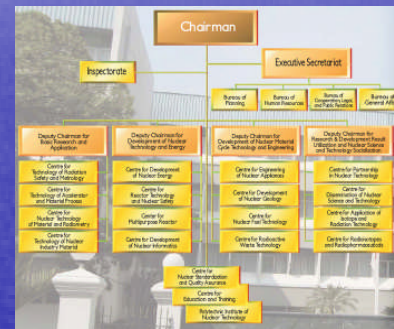 Chairman
Inspectorate
Executive Secretariat
Bureau of
Planning
Bureau of
Human Resources
Bureau of
Cooperation, Legal,
and Public Relations
Bureau of
General Aff
Deputy Chairman for
Basic Research and
Application
Deputy Chairman for
Development of Nuclear
Technology and Energy
Deputy Chairman for
Development of Nuclear Material
Cycle Technology and Engineering
Deputy Chairman for
Research & Development Result
Utilization and Nuclear Science
and Technology Socialization
Centre for
Technology of Radiation
Safety and Metrology
Centre for
Technology of Accelerator
and Material Process
Centre for
Nuclear Technology
of Material and Radiometry
Centre for
Technology of Nuclear
Industry Material
Centre for Development
of Nuclear Energy
Centre for
Reactor Technology
and Nuclear Safety
Center for
Multipurpose Reactor
Centre for Development
of Nuclear Informatics
Centre for Engineering
of Nuclear Appliances
Centre for Development
of Nuclear Geology
Centre for
Nuclear Fuel Technology
Centre for Radioactive
Waste Technology
Centre for Partnership
in Nuclear Technology
Centre for
Dissemination of Nuclear
Science and Technology
Centre for Application of
Isotope and
Radiation Technology
Centre for Radioisotopes
and Radiopharmaceuticals
Centre for
Nuclear Standardization
and Quality Assurance
Centre for
Education and Training
Polytechnic Institute of
Nuclear Technology